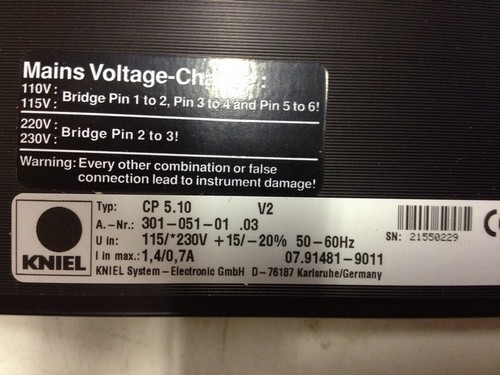 Mains Voltage-Cha :
110V:
115V: Bridge Pin 1 to 2, Pin 3 to 4 and Pin 5 to 6!
220V:
230V: Bridge Pin 2 to 3!
Warning: Every other combination or false
connection lead to instrument damage!
KNIEL
Typ: CP 5.10 V2
A.-Nr.: 301-051-01 .03
U in: 115/*230V +15/-20% 50-60Hz
I in max.: 1,4/0,7A 07.91481-9011
KNIEL System-Electronic GmbH D-76187 Karlsruhe/Germany
SN: 21550229